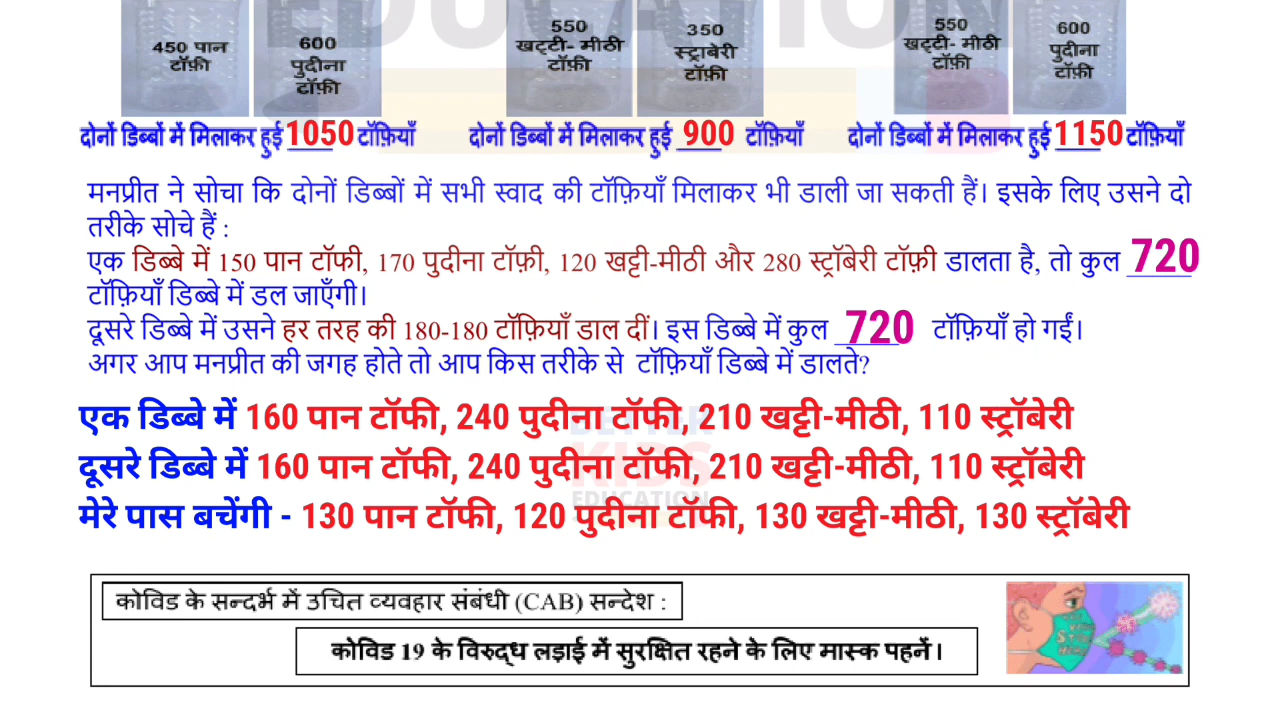 EDUCATION
450 पान
टॉफ़ी
600
पुदीना
टॉफ़ी
550
खट्टी- मीठी
टॉफ़ी
350
स्ट्राबेरी
टॉफ़ी
550
खट्टी- मीठी
टॉफ़ी
600
पुदीना
टॉफ़ी
दोनों डिब्बों में मिलाकर हुई 1050 टॉफ़ियाँ
दोनों डिब्बों में मिलाकर हुई 900 टॉफ़ियाँ
दोनों डिब्बों में मिलाकर हुई 1150 टॉफ़ियाँ
मनप्रीत ने सोचा कि दोनों डिब्बों में सभी स्वाद की टॉफ़ियाँ मिलाकर भी डाली जा सकती हैं। इसके लिए उसने दो
तरीके सोचे हैं :
एक डिब्बे में 150 पान टॉफी, 170 पुदीना टॉफ़ी, 120 खट्टी-मीठी और 280 स्ट्रॉबेरी टॉफ़ी डालता है, तो कुल 720
टॉफ़ियाँ डिब्बे में डल जाएँगी।
दूसरे डिब्बे में उसने हर तरह की 180-180 टॉफ़ियाँ डाल दीं। इस डिब्बे में कुल 720 टॉफ़ियाँ हो गईं।
अगर आप मनप्रीत की जगह होते तो आप किस तरीके से टॉफ़ियाँ डिब्बे में डालते?
एक डिब्बे में 160 पान टॉफी, 240 पुदीना टॉफी, 210 खट्टी-मीठी, 110 स्ट्रॉबेरी
दूसरे डिब्बे में 160 पान टॉफी, 240 पुदीना टॉफी, 210 खट्टी-मीठी, 110 स्ट्रॉबेरी
KIDS
EDUCATION
मेरे पास बचेंगी - 130 पान टॉफी, 120 पुदीना टॉफी, 130 खट्टी-मीठी, 130 स्ट्रॉबेरी
कोविड के सन्दर्भ में उचित व्यवहार संबंधी (CAB) सन्देश :
कोविड 19 के विरुद्ध लड़ाई में सुरक्षित रहने के लिए मास्क पहनें।